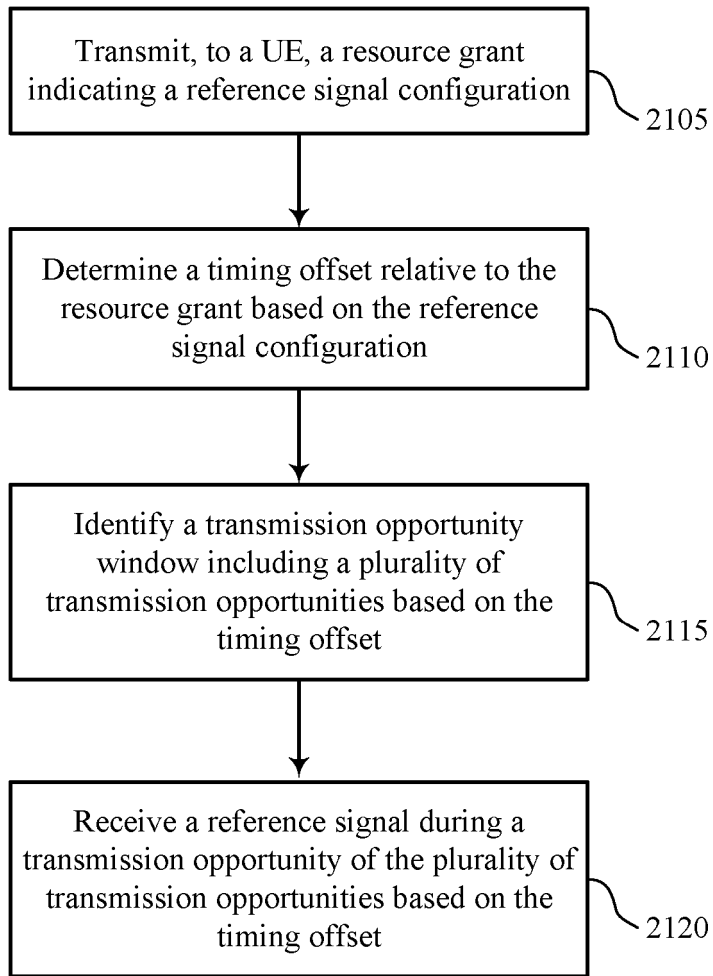 Transmit, to a UE, a resource grant
indicating a reference signal configuration
2105
Determine a timing offset relative to the
resource grant based on the reference
signal configuration
2110
Identify a transmission opportunity
window including a plurality of
transmission opportunities based on the
timing offset
2115
Receive a reference signal during a
transmission opportunity of the plurality of
transmission opportunities based on the
timing offset
2120